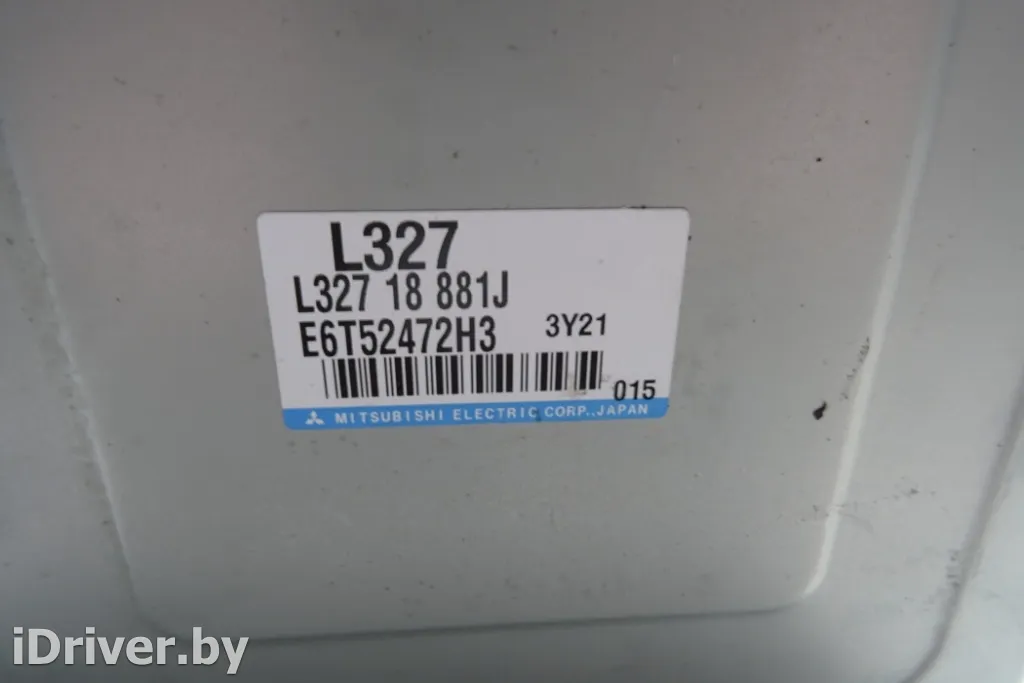 L327
L327 18 881J
E6T52472H3 3Y21
015
MITSUBISHI ELECTRIC CORP.,JAPAN
iDriver.by